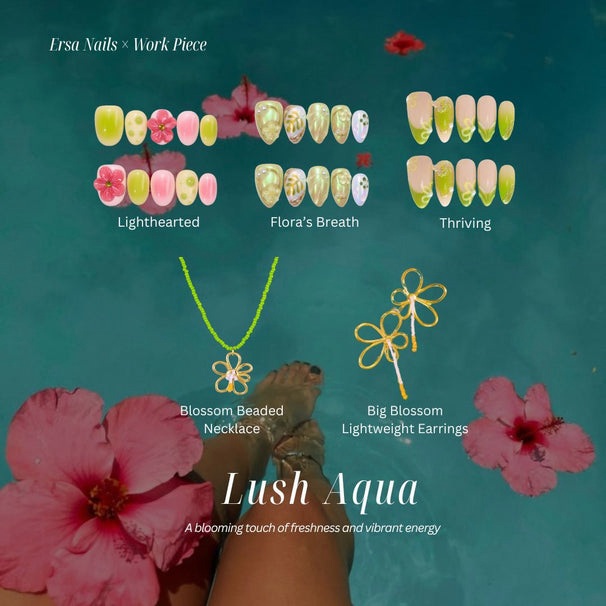 Ersa Nails × Work Piece
Lighthearted
Flora's Breath
Thriving
Blossom Beaded
Necklace
Big Blossom
Lightweight Earrings
Lush Aqua
A blooming touch of freshness and vibrant energy